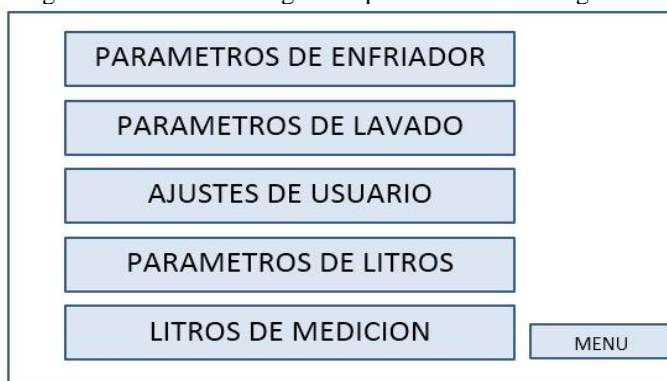 PARAMETROS DE ENFRIADOR
PARAMETROS DE LAVADO
AJUSTES DE USUARIO
PARAMETROS DE LITROS
LITROS DE MEDICION
MENU